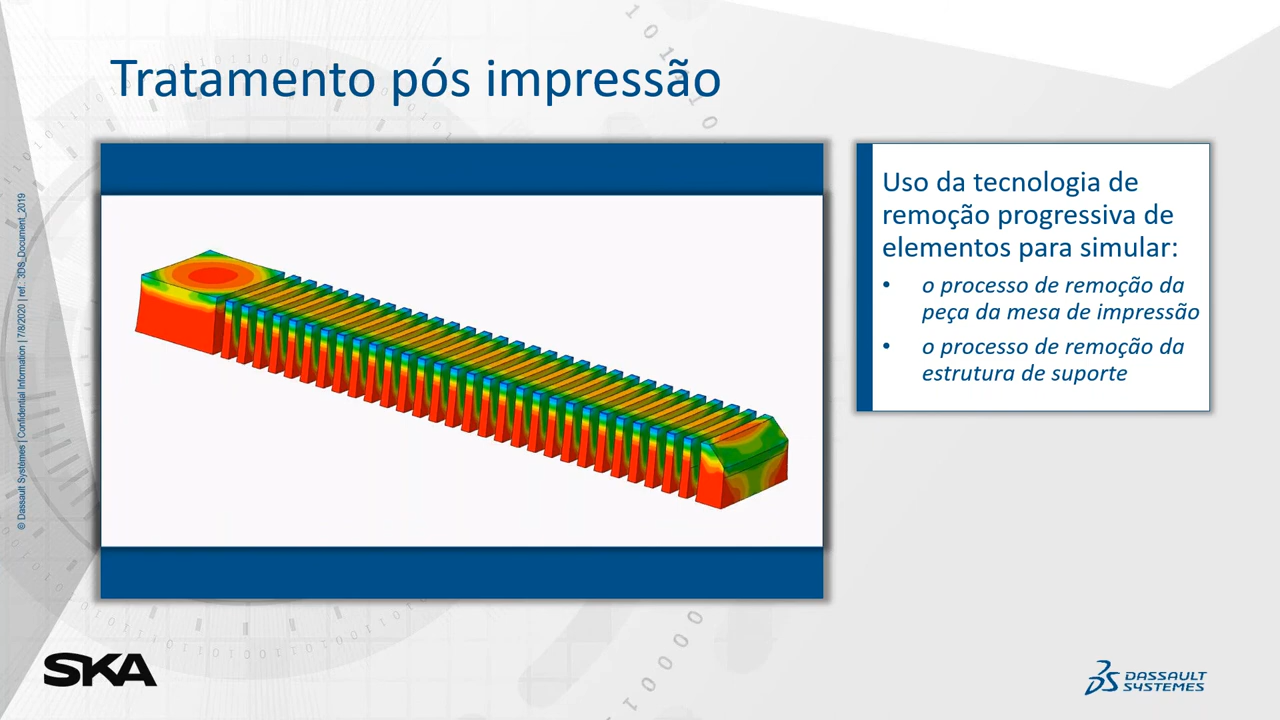 Tratamento pós impressão
Uso da tecnologia de
remoção progressiva de
elementos para simular:
• o processo de remoção da
peça da mesa de impressão
• o processo de remoção da
estrutura de suporte
© Dassault Systèmes | Confidential Information | 7/8/2020 | ref.: 3DS_Document_2019
SKA
DASSAULT
SYSTEMES